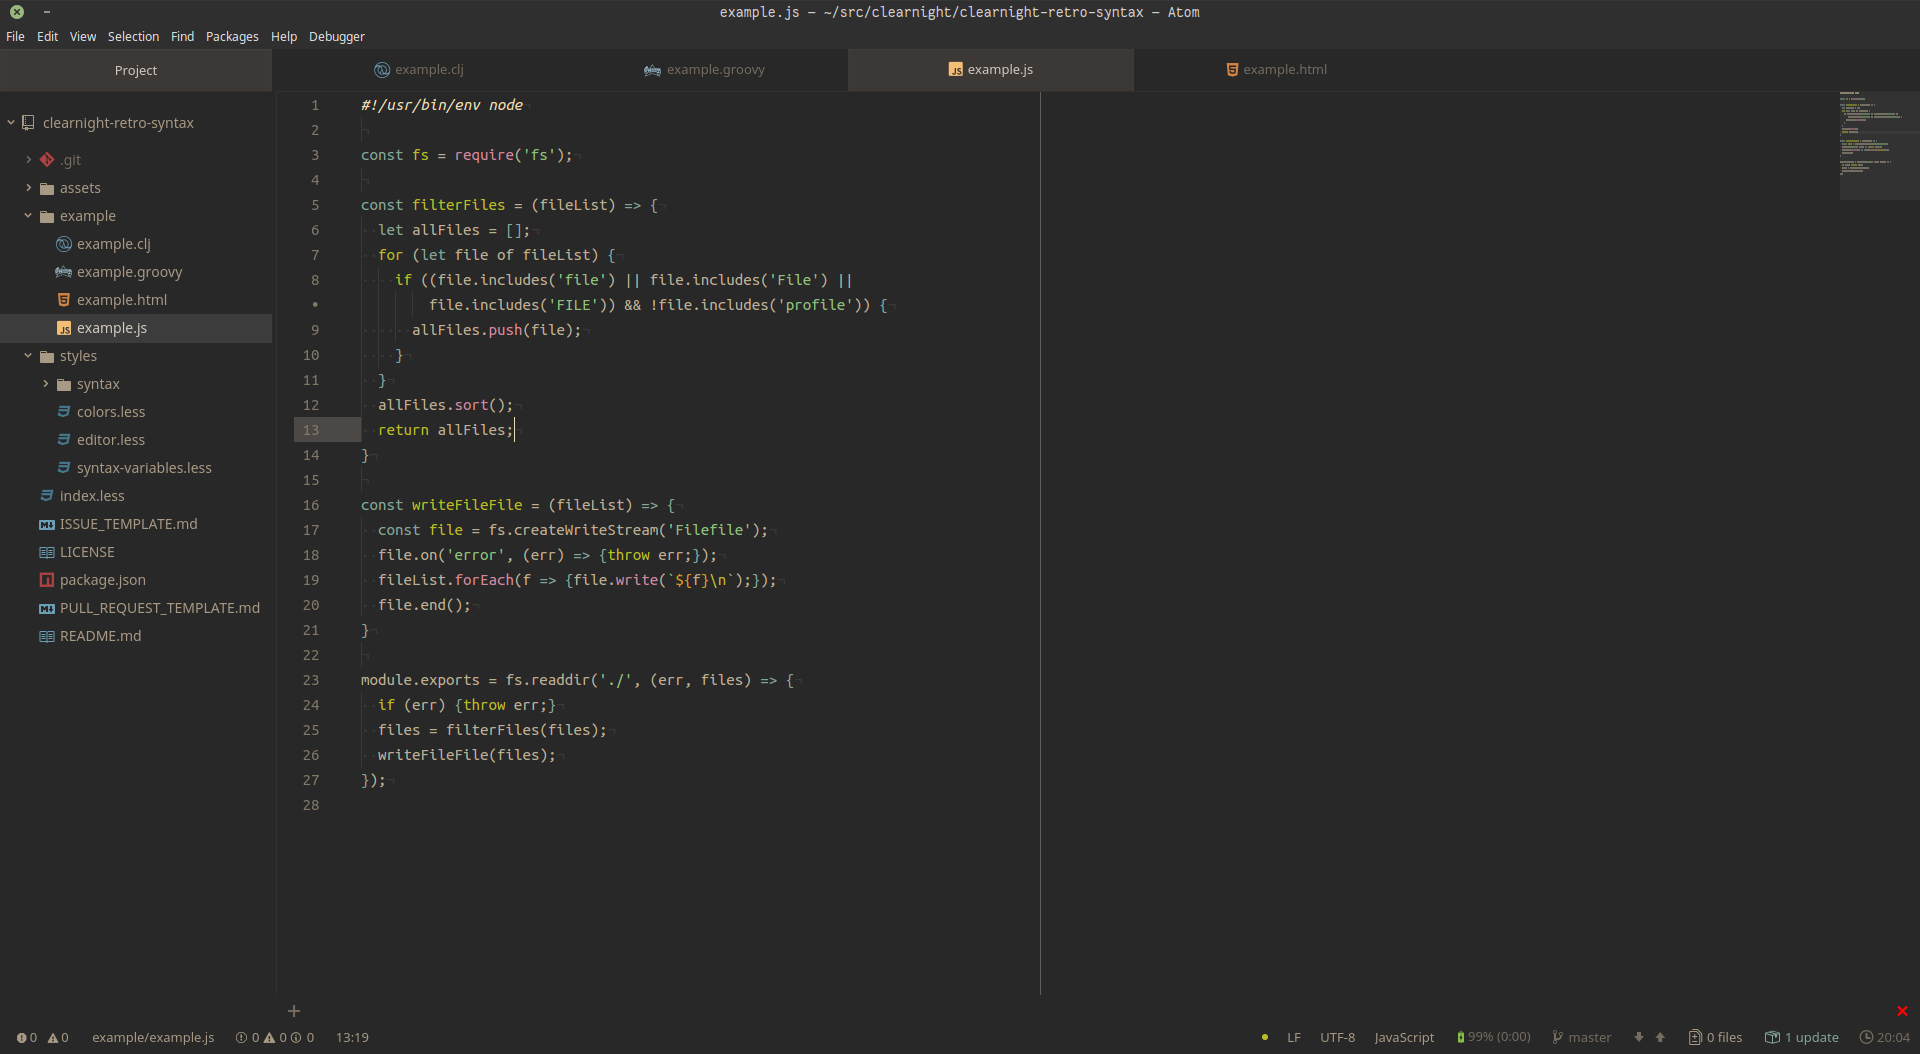 example.js – ~/src/clearnight/clearnight-retro-syntax – Atom
File Edit View Selection Find Packages Help Debugger
Project
example.clj
example.groovy
example.js
example.html
clearnight-retro-syntax
.git
assets
example
example.clj
example.groovy
example.html
example.js
styles
syntax
colors.less
editor.less
syntax-variables.less
index.less
ISSUE_TEMPLATE.md
LICENSE
package.json
PULL_REQUEST_TEMPLATE.md
README.md
1 #!/usr/bin/env node
2
3 const fs = require('fs');
4
5 const filterFiles = (fileList) => {
6 let allFiles = [];
7 for (let file of fileList) {
8 if ((file.includes('file') || file.includes('File') ||
• file.includes('FILE')) && !file.includes('profile')) {
9 allFiles.push(file);
10 }
11 }
12 allFiles.sort();
13 return allFiles;
14 }
15
16 const writeFileFile = (fileList) => {
17 const file = fs.createWriteStream('Filefile');
18 file.on('error', (err) => {throw err;});
19 fileList.forEach(f => {file.write(`${f}\n`);});
20 file.end();
21 }
22
23 module.exports = fs.readdir('./', (err, files) => {
24 if (err) {throw err;}
25 files = filterFiles(files);
26 writeFileFile(files);
27 });
28
0 0 example/example.js 0 0 0 13:19 LF UTF-8 JavaScript 99% (0:00) master 0 files 1 update 20:04